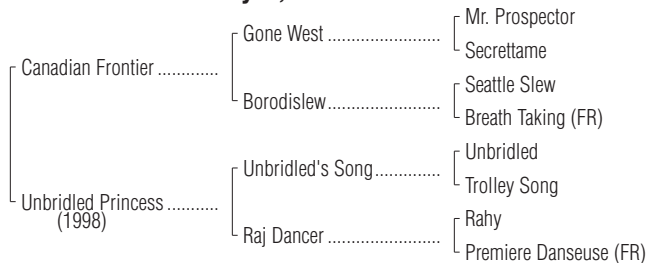 Mr. Prospector
Gone West ........................
Secrettame
Canadian Frontier .............
Seattle Slew
Borodislew ........................
Breath Taking (FR)
Unbridled
Unbridled's Song ...............
Trolley Song
Unbridled Princess ...........
(1998)
Rahy
Raj Dancer ........................
Premiere Danseuse (FR)